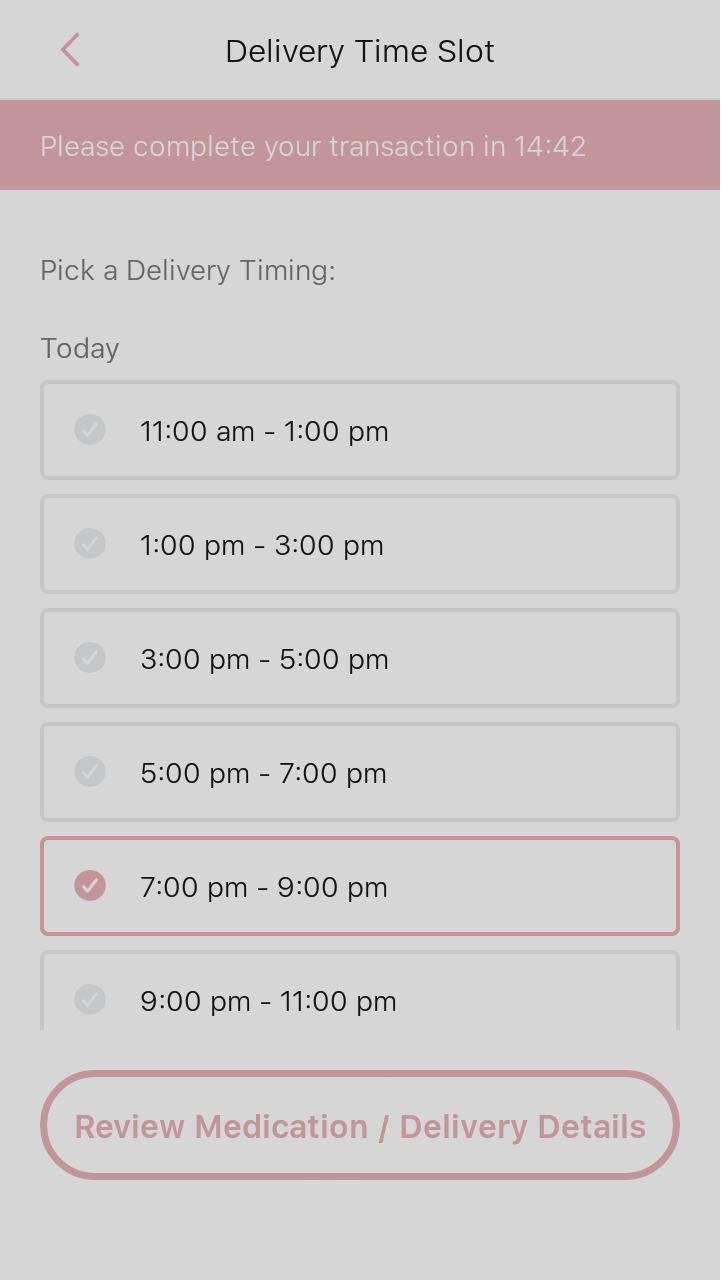 Delivery Time Slot
Please complete your transaction in 14:42
Pick a Delivery Timing:
Today
11:00 am - 1:00 pm
1:00 pm - 3:00 pm
3:00 pm - 5:00 pm
5:00 pm - 7:00 pm
7:00 pm - 9:00 pm
9:00 pm - 11:00 pm
Review Medication / Delivery Details